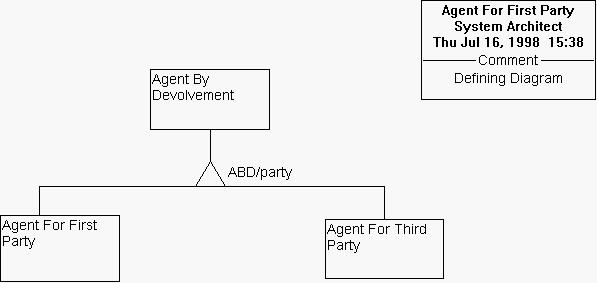 Agent For First Party
System Architect
Thu Jul 16, 1998 15:38
Comment
Defining Diagram
Agent By
Devolvement
ABD/party
Agent For First
Party
Agent For Third
Party